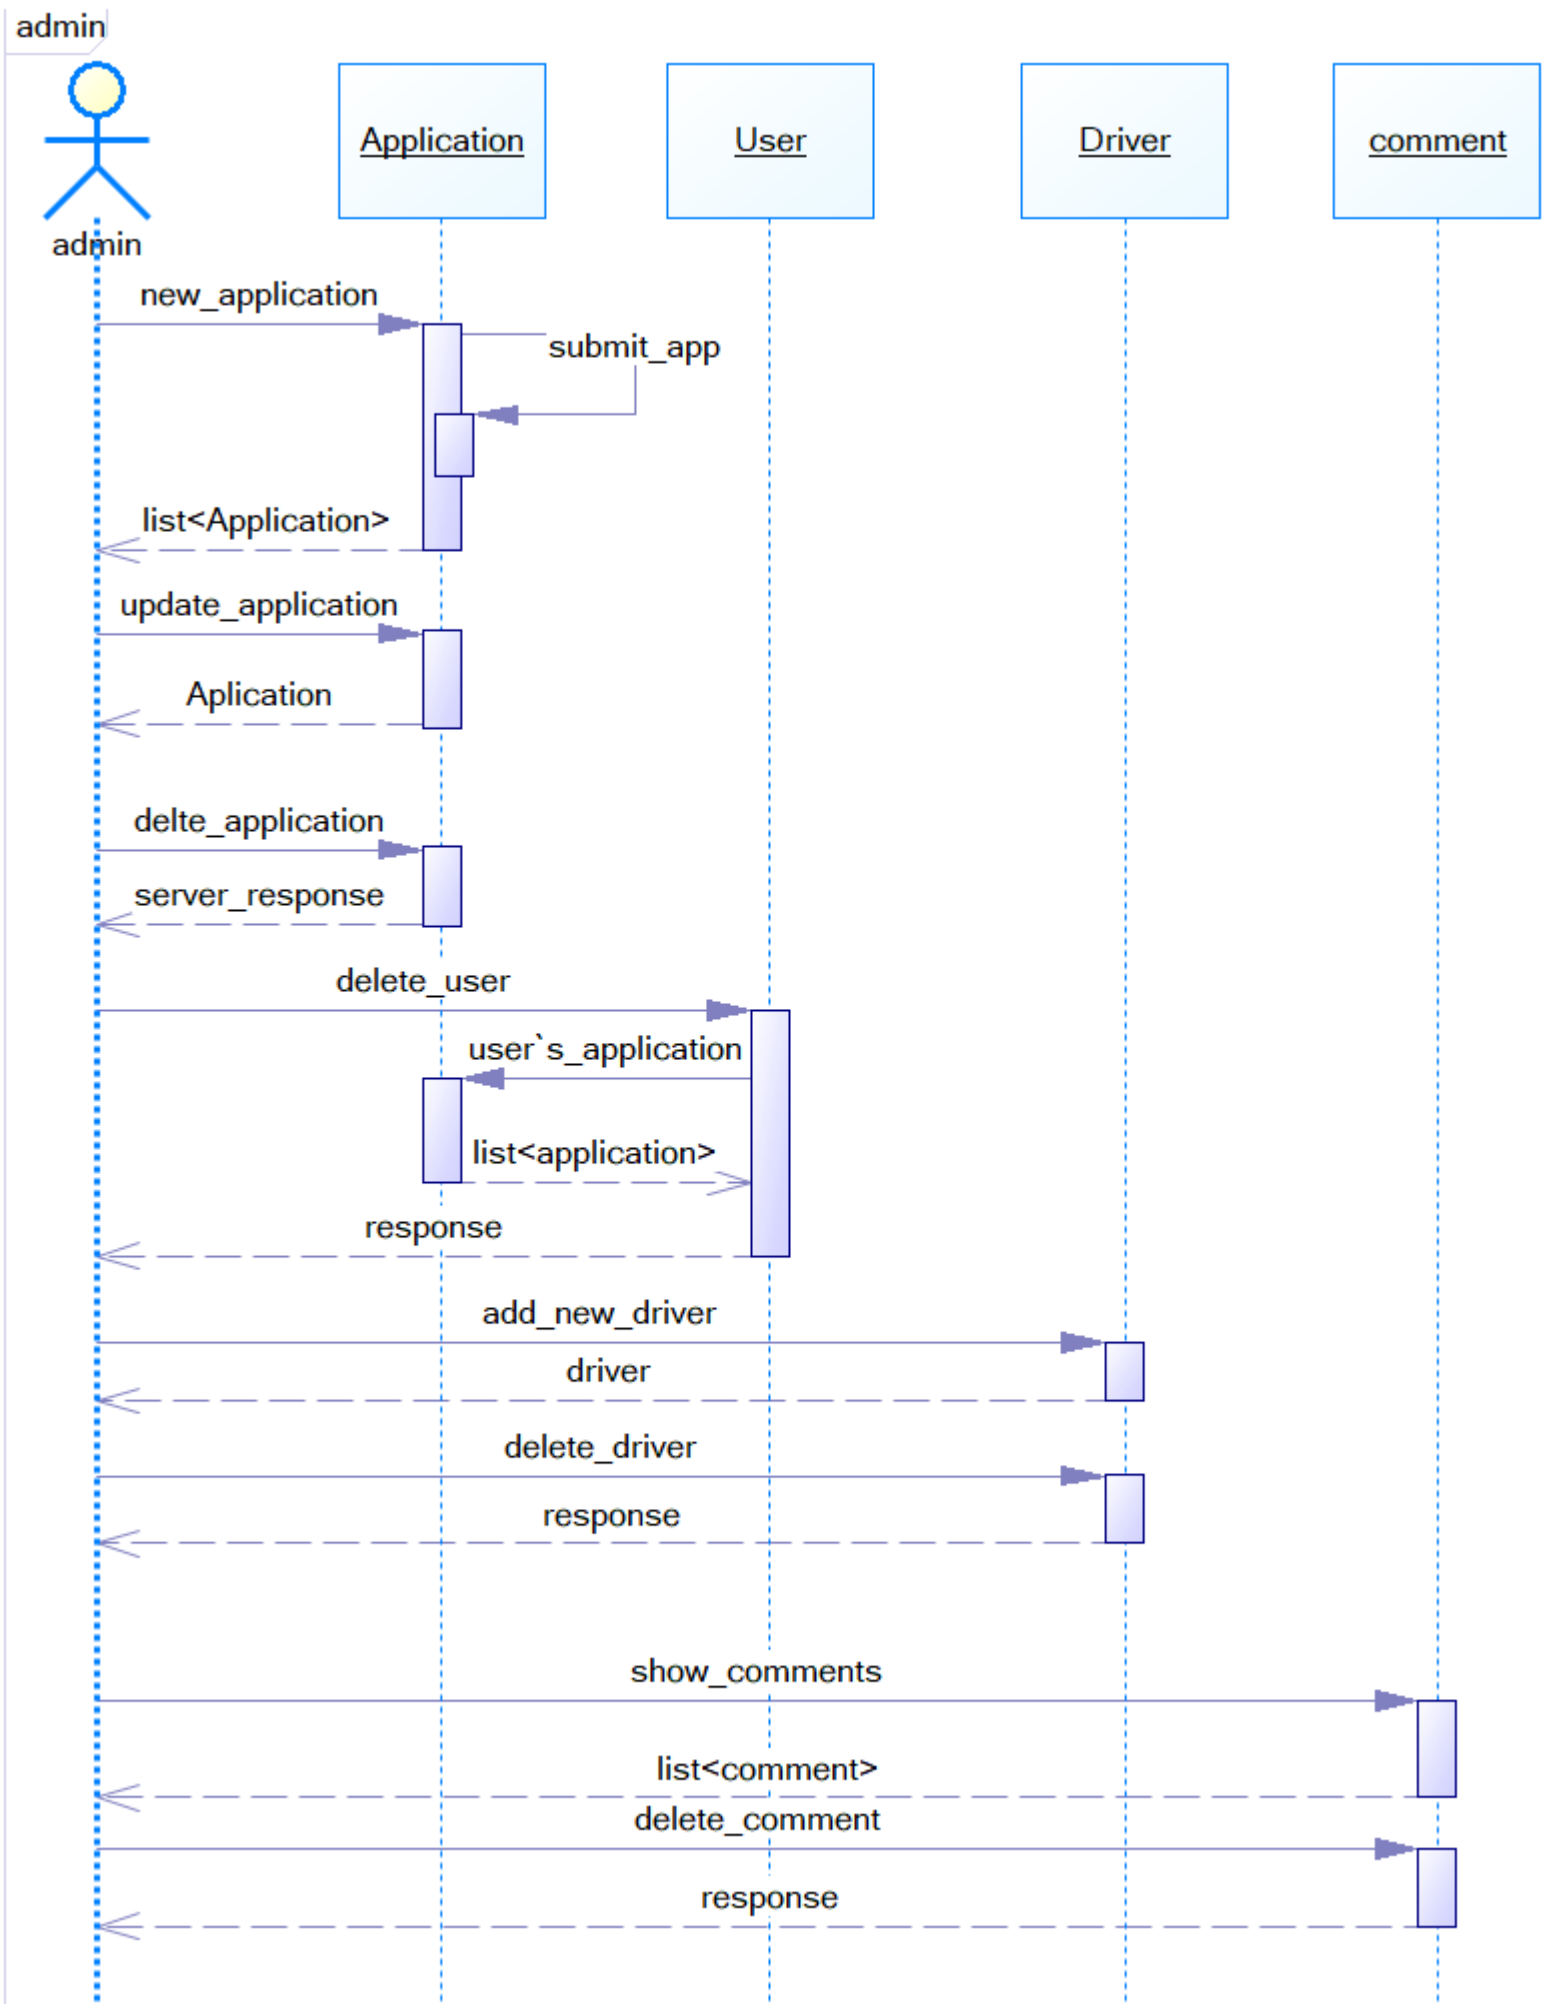 admin
Application
User
Driver
comment
admin
new_application
submit_app
list<Application>
update_application
Aplication
delte_application
server_response
delete_user
user`s_application
list<application>
response
add_new_driver
driver
delete_driver
response
show_comments
list<comment>
delete_comment
response